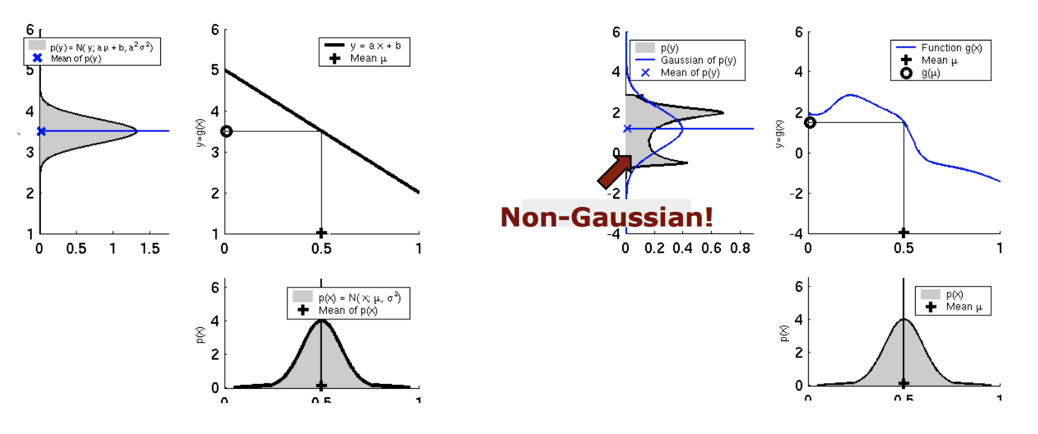 6
p(y) = N( y; a μ + b, a² σ²)
Mean of p(y)
5
4
3
2
1
0 0.5 1 1.5
6
y = a x + b
Mean μ
5
4
3
2
1
y=g(x)
0 0.5 1
p(x) = N( x; μ, σ²)
Mean of p(x)
6
4
2
0
p(x)
0 0.5 1
6
p(y)
Gaussian of p(y)
Mean of p(y)
4
2
0
-2
-4
Non-Gaussian!
0 0.2 0.4 0.6 0.8
6
Function g(x)
Mean μ
g(μ)
4
2
0
-2
-4
y=g(x)
0 0.5 1
p(x)
Mean μ
6
4
2
0
p(x)
0 0.5 1